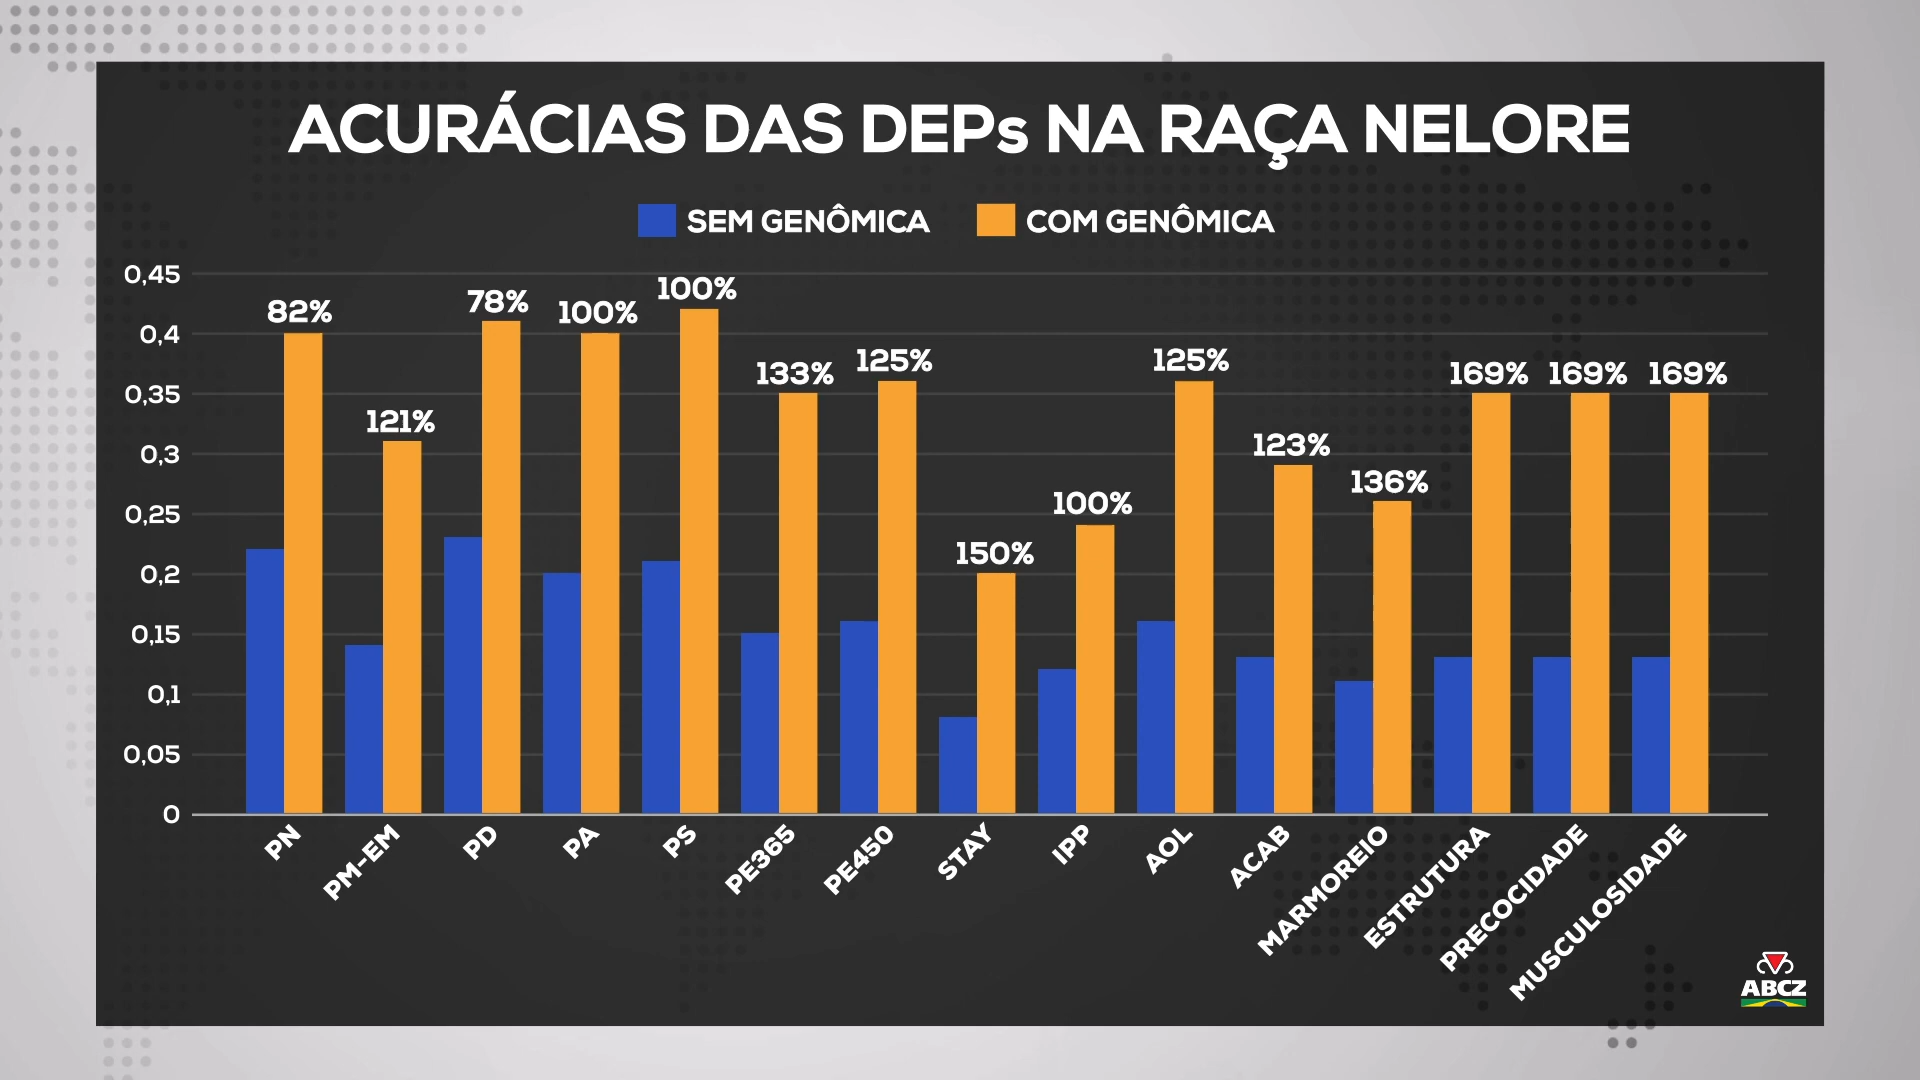 ACURÁCIAS DAS DEPs NA RAÇA NELORE
SEM GENÔMICA
COM GENÔMICA
0,45
0,4
0,35
0,3
0,25
0,2
0,15
0,1
0,05
0
82%
121%
78%
100%
100%
133%
125%
150%
100%
125%
123%
136%
169%
169%
169%
PN
PM-EM
PD
PA
PS
PE365
PE450
STAY
IPP
AOL
ACAB
MARMOREIO
ESTRUTURA
PRECOCIDADE
MUSCULOSIDADE
ABCZ